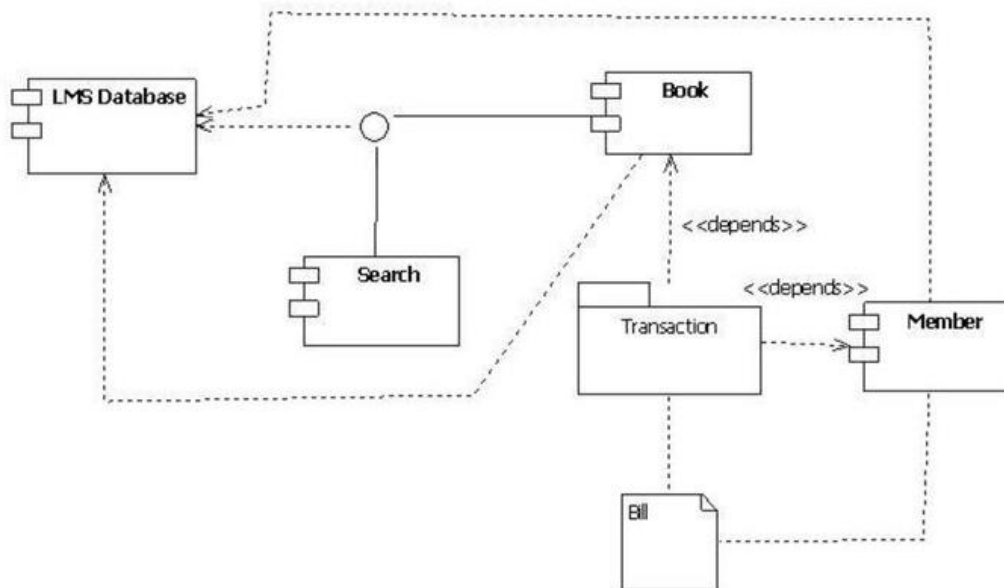 LMS Database
Book
<<depends>>
Search
<<depends>>
Transaction
Member
Bill